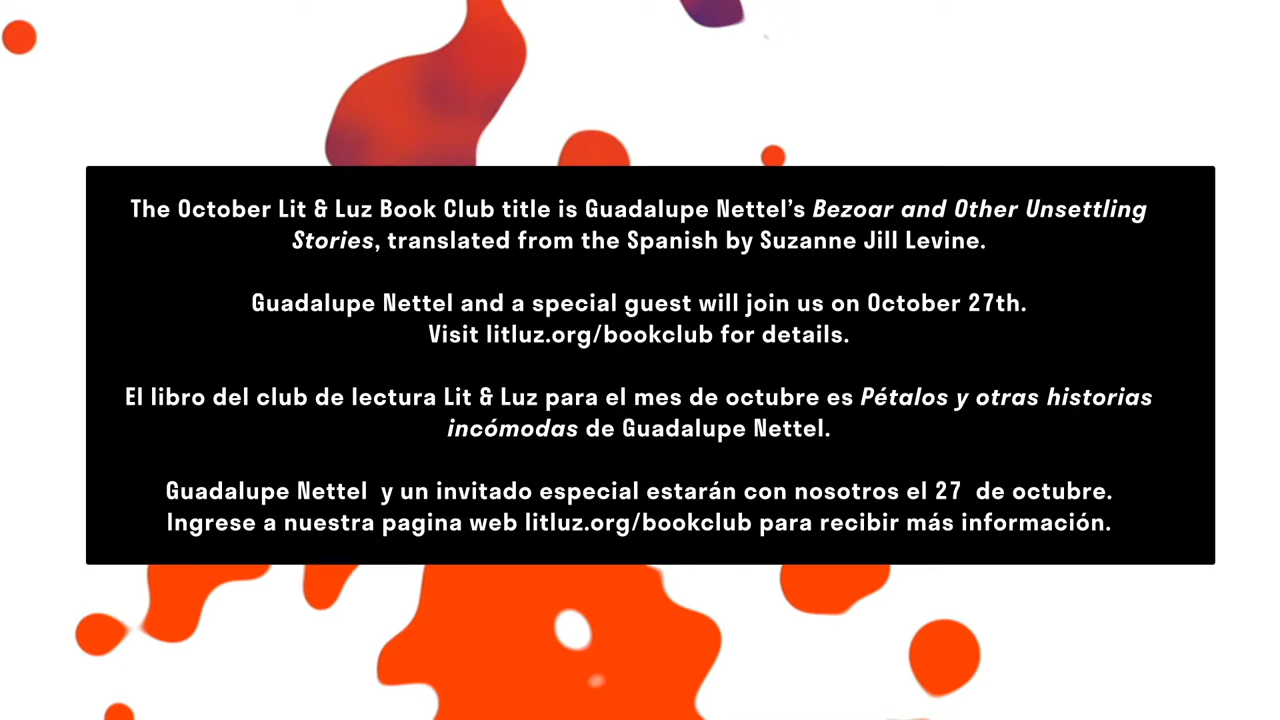 The October Lit & Luz Book Club title is Guadalupe Nettel’s Bezoar and Other Unsettling
Stories, translated from the Spanish by Suzanne Jill Levine.
Guadalupe Nettel and a special guest will join us on October 27th.
Visit litluz.org/bookclub for details.
El libro del club de lectura Lit & Luz para el mes de octubre es Pétalos y otras historias
incómodas de Guadalupe Nettel.
Guadalupe Nettel  y un invitado especial estarán con nosotros el 27  de octubre.
Ingrese a nuestra pagina web litluz.org/bookclub para recibir más información.